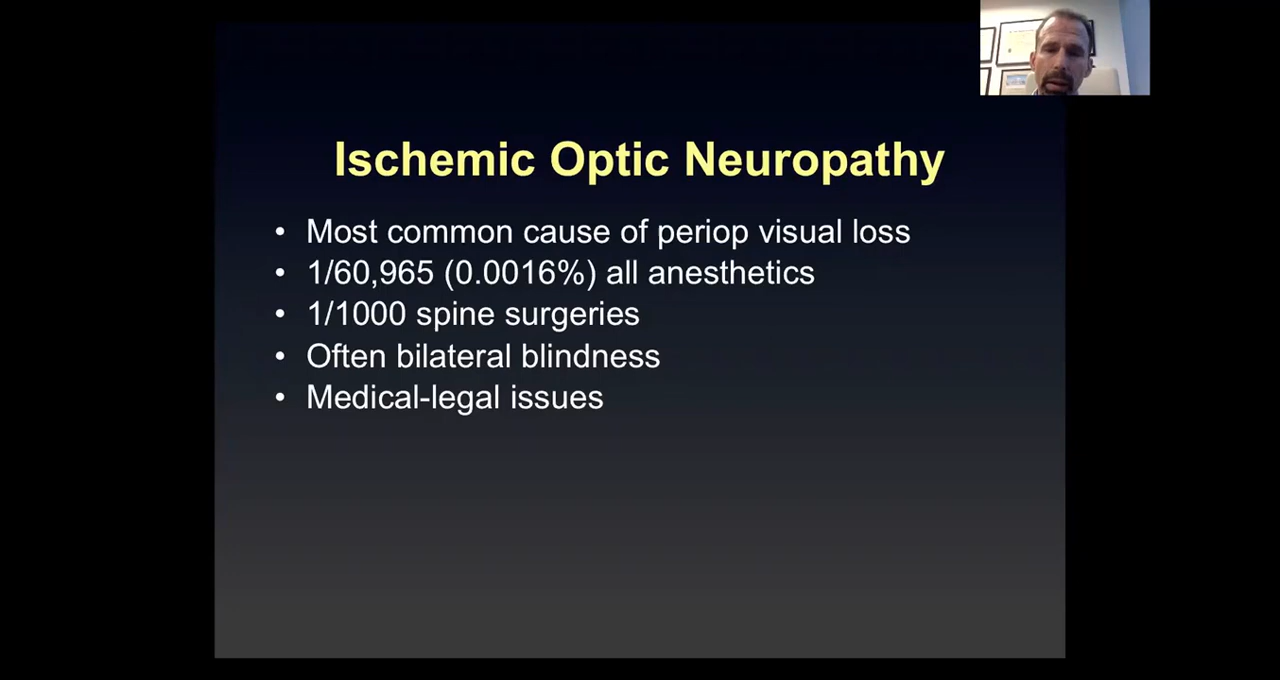 Ischemic Optic Neuropathy
• Most common cause of periop visual loss
• 1/60,965 (0.0016%) all anesthetics
• 1/1000 spine surgeries
• Often bilateral blindness
• Medical-legal issues